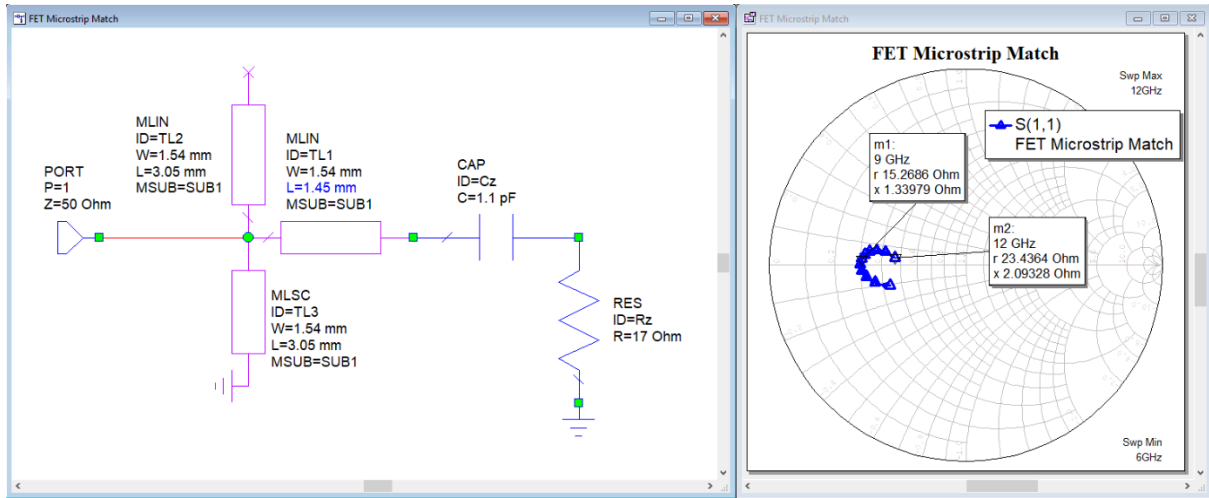 FET Microstrip Match
MLIN
ID=TL2
W=1.54 mm
L=3.05 mm
MSUB=SUB1
MLIN
ID=TL1
W=1.54 mm
L=1.45 mm
MSUB=SUB1
CAP
ID=Cz
C=1.1 pF
PORT
P=1
Z=50 Ohm
MLSC
ID=TL3
W=1.54 mm
L=3.05 mm
MSUB=SUB1
RES
ID=Rz
R=17 Ohm
FET Microstrip Match
FET Microstrip Match
Swp Max
12GHz
S(1,1)
FET Microstrip Match
m1:
9 GHz
r 15.2686 Ohm
x 1.33979 Ohm
m2:
12 GHz
r 23.4364 Ohm
x 2.09328 Ohm
Swp Min
6GHz